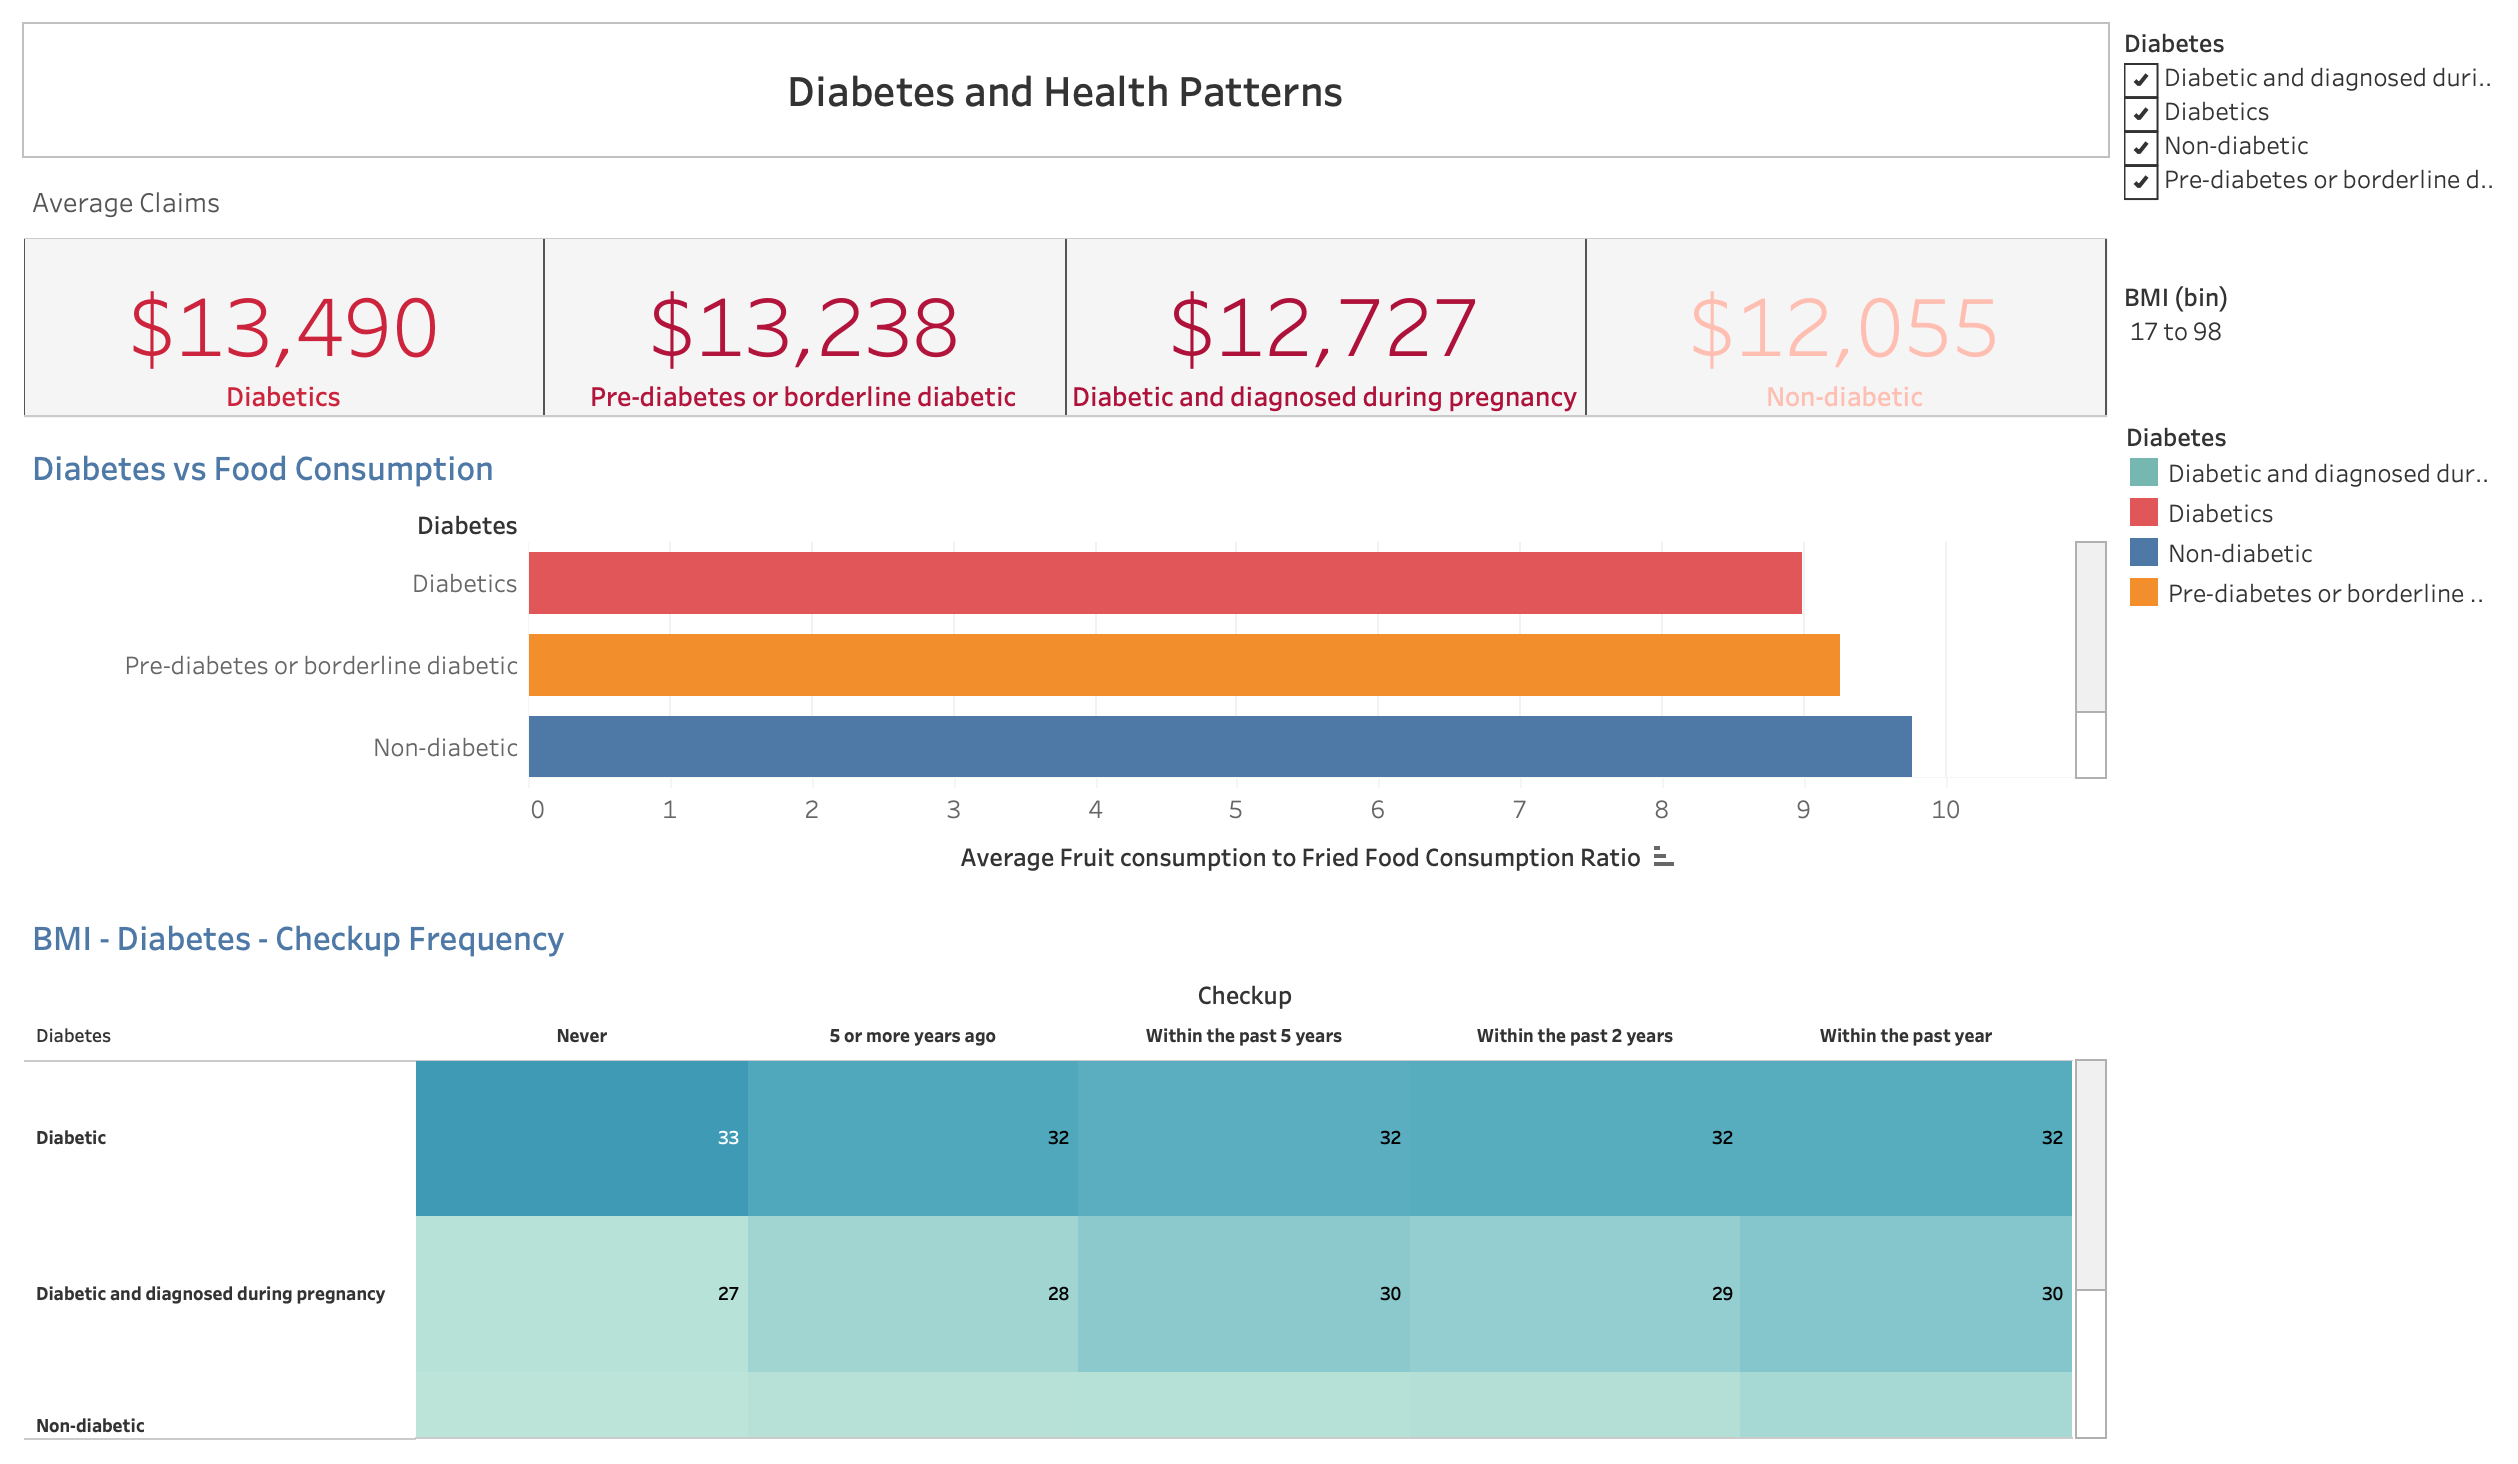 Diabetes and Health Patterns
Average Claims
$13,490
Diabetics
$13,238
Pre-diabetes or borderline diabetic
$12,727
Diabetic and diagnosed during pregnancy
$12,055
Non-diabetic
Diabetes vs Food Consumption
Diabetes
Diabetics
Pre-diabetes or borderline diabetic
Non-diabetic
0 1 2 3 4 5 6 7 8 9 10
Average Fruit consumption to Fried Food Consumption Ratio
BMI - Diabetes - Checkup Frequency
Checkup
Diabetes Never 5 or more years ago Within the past 5 years Within the past 2 years Within the past year
Diabetic 33 32 32 32 32
Diabetic and diagnosed during pregnancy 27 28 30 29 30
Non-diabetic
Diabetes
Diabetic and diagnosed duri..
Diabetics
Non-diabetic
Pre-diabetes or borderline d..
BMI (bin)
17 to 98
Diabetes
Diabetic and diagnosed dur..
Diabetics
Non-diabetic
Pre-diabetes or borderline ..